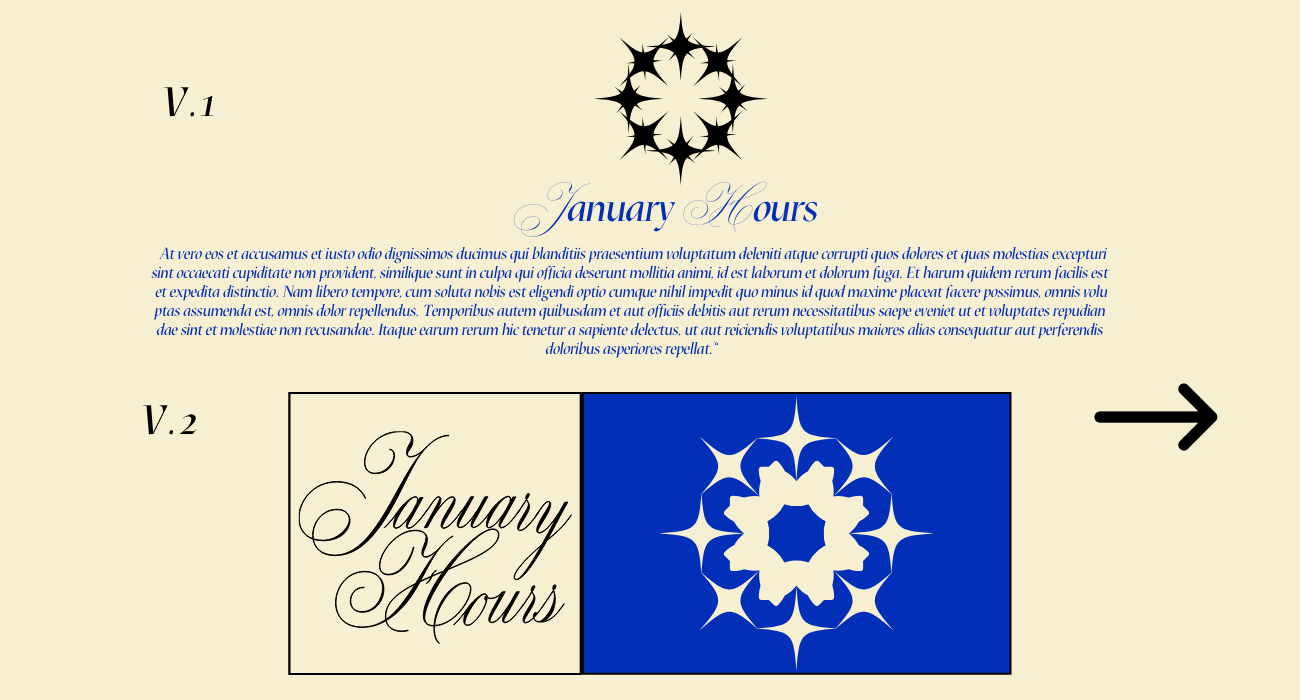 V.1
January Hours
At vero eos et accusamus et iusto odio dignissimos ducimus qui blanditiis praesentium voluptatum deleniti atque corrupti quos dolores et quas molestias excepturi
sint occaecati cupiditate non provident, similique sunt in culpa qui officia deserunt mollitia animi, id est laborum et dolorum fuga. Et harum quidem rerum facilis est
et expedita distinctio. Nam libero tempore, cum soluta nobis est eligendi optio cumque nihil impedit quo minus id quod maxime placeat facere possimus, omnis volu
ptas assumenda est, omnis dolor repellendus. Temporibus autem quibusdam et aut officiis debitis aut rerum necessitatibus saepe eveniet ut et voluptates repudian
dae sint et molestiae non recusandae. Itaque earum rerum hic tenetur a sapiente delectus, ut aut reiciendis voluptatibus maiores alias consequatur aut perferendis
doloribus asperiores repellat.“
V.2
January
Hours